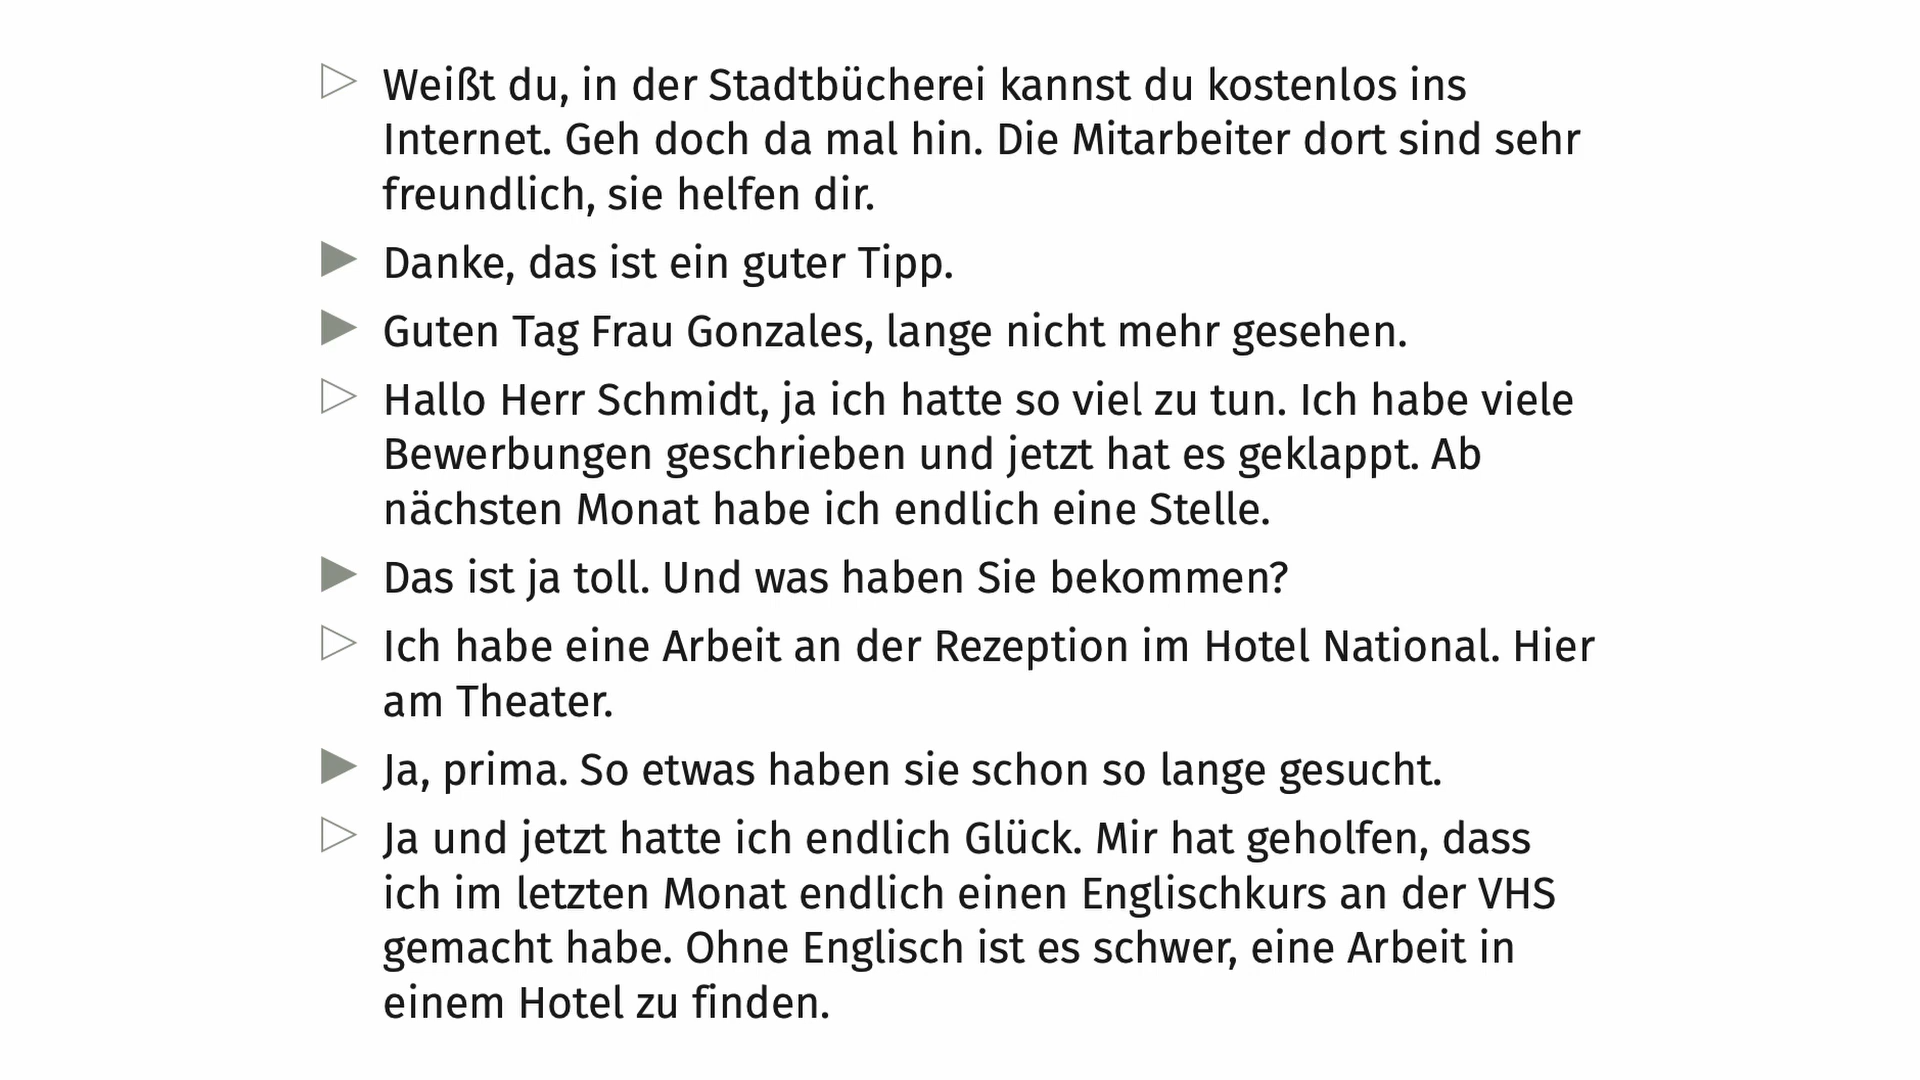 Weißt du, in der Stadtbücherei kannst du kostenlos ins
Internet. Geh doch da mal hin. Die Mitarbeiter dort sind sehr
freundlich, sie helfen dir.
Danke, das ist ein guter Tipp.
Guten Tag Frau Gonzales, lange nicht mehr gesehen.
Hallo Herr Schmidt, ja ich hatte so viel zu tun. Ich habe viele
Bewerbungen geschrieben und jetzt hat es geklappt. Ab
nächsten Monat habe ich endlich eine Stelle.
Das ist ja toll. Und was haben Sie bekommen?
Ich habe eine Arbeit an der Rezeption im Hotel National. Hier
am Theater.
Ja, prima. So etwas haben sie schon so lange gesucht.
Ja und jetzt hatte ich endlich Glück. Mir hat geholfen, dass
ich im letzten Monat endlich einen Englischkurs an der VHS
gemacht habe. Ohne Englisch ist es schwer, eine Arbeit in
einem Hotel zu finden.